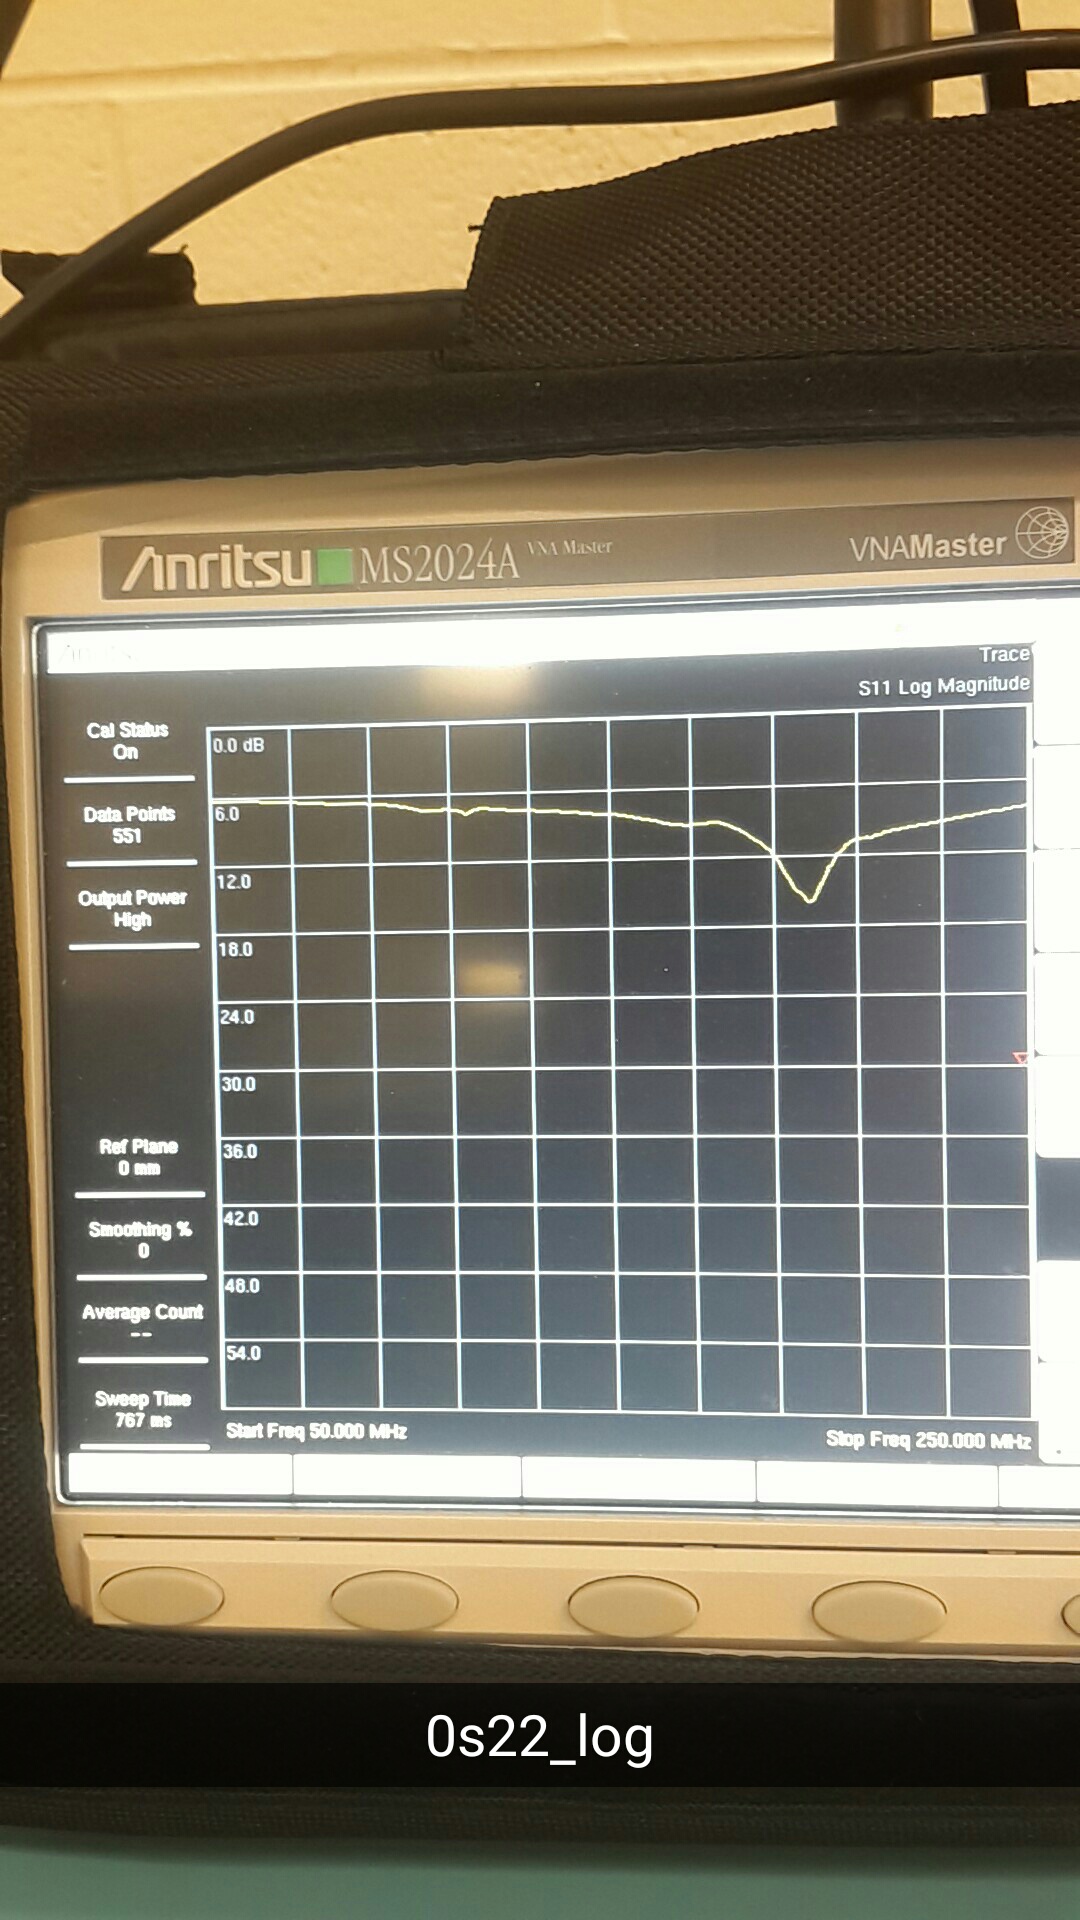 Anritsu MS2024A VNA Master
VNAMaster
Trace
S11 Log Magnitude
Cal Status
On
Data Points
551
Output Power
High
Ref Plane
0 mm
Smoothing %
0
Average Count
--
Sweep Time
767 ms
0.0 dB
6.0
12.0
18.0
24.0
30.0
36.0
42.0
48.0
54.0
Start Freq 50.000 MHz
Stop Freq 250.000 MHz
0s22_log